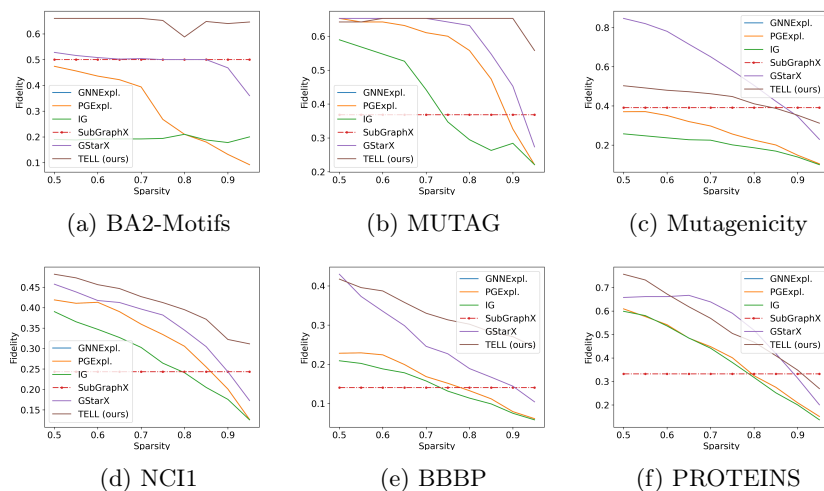 Fidelity
0.6
0.5
0.4
0.3
0.2
0.1
GNNExpl.
PGExpl.
IG
SubGraphX
GStarX
TELL (ours)
0.5 0.6 0.7 0.8 0.9
Sparsity
(a) BA2-Motifs
Fidelity
0.6
0.5
0.4
0.3
0.2
GNNExpl.
PGExpl.
IG
SubGraphX
GStarX
TELL (ours)
0.5 0.6 0.7 0.8 0.9
Sparsity
(b) MUTAG
Fidelity
0.8
0.6
0.4
0.2
GNNExpl.
PGExpl.
IG
SubGraphX
GStarX
TELL (ours)
0.5 0.6 0.7 0.8 0.9
Sparsity
(c) Mutagenicity
Fidelity
0.45
0.40
0.35
0.30
0.25
0.20
0.15
GNNExpl.
PGExpl.
IG
SubGraphX
GStarX
TELL (ours)
0.5 0.6 0.7 0.8 0.9
Sparsity
(d) NCI1
Fidelity
0.4
0.3
0.2
0.1
GNNExpl.
PGExpl.
IG
SubGraphX
GStarX
TELL (ours)
0.5 0.6 0.7 0.8 0.9
Sparsity
(e) BBBP
Fidelity
0.7
0.6
0.5
0.4
0.3
0.2
GNNExpl.
PGExpl.
IG
SubGraphX
GStarX
TELL (ours)
0.5 0.6 0.7 0.8 0.9
Sparsity
(f) PROTEINS